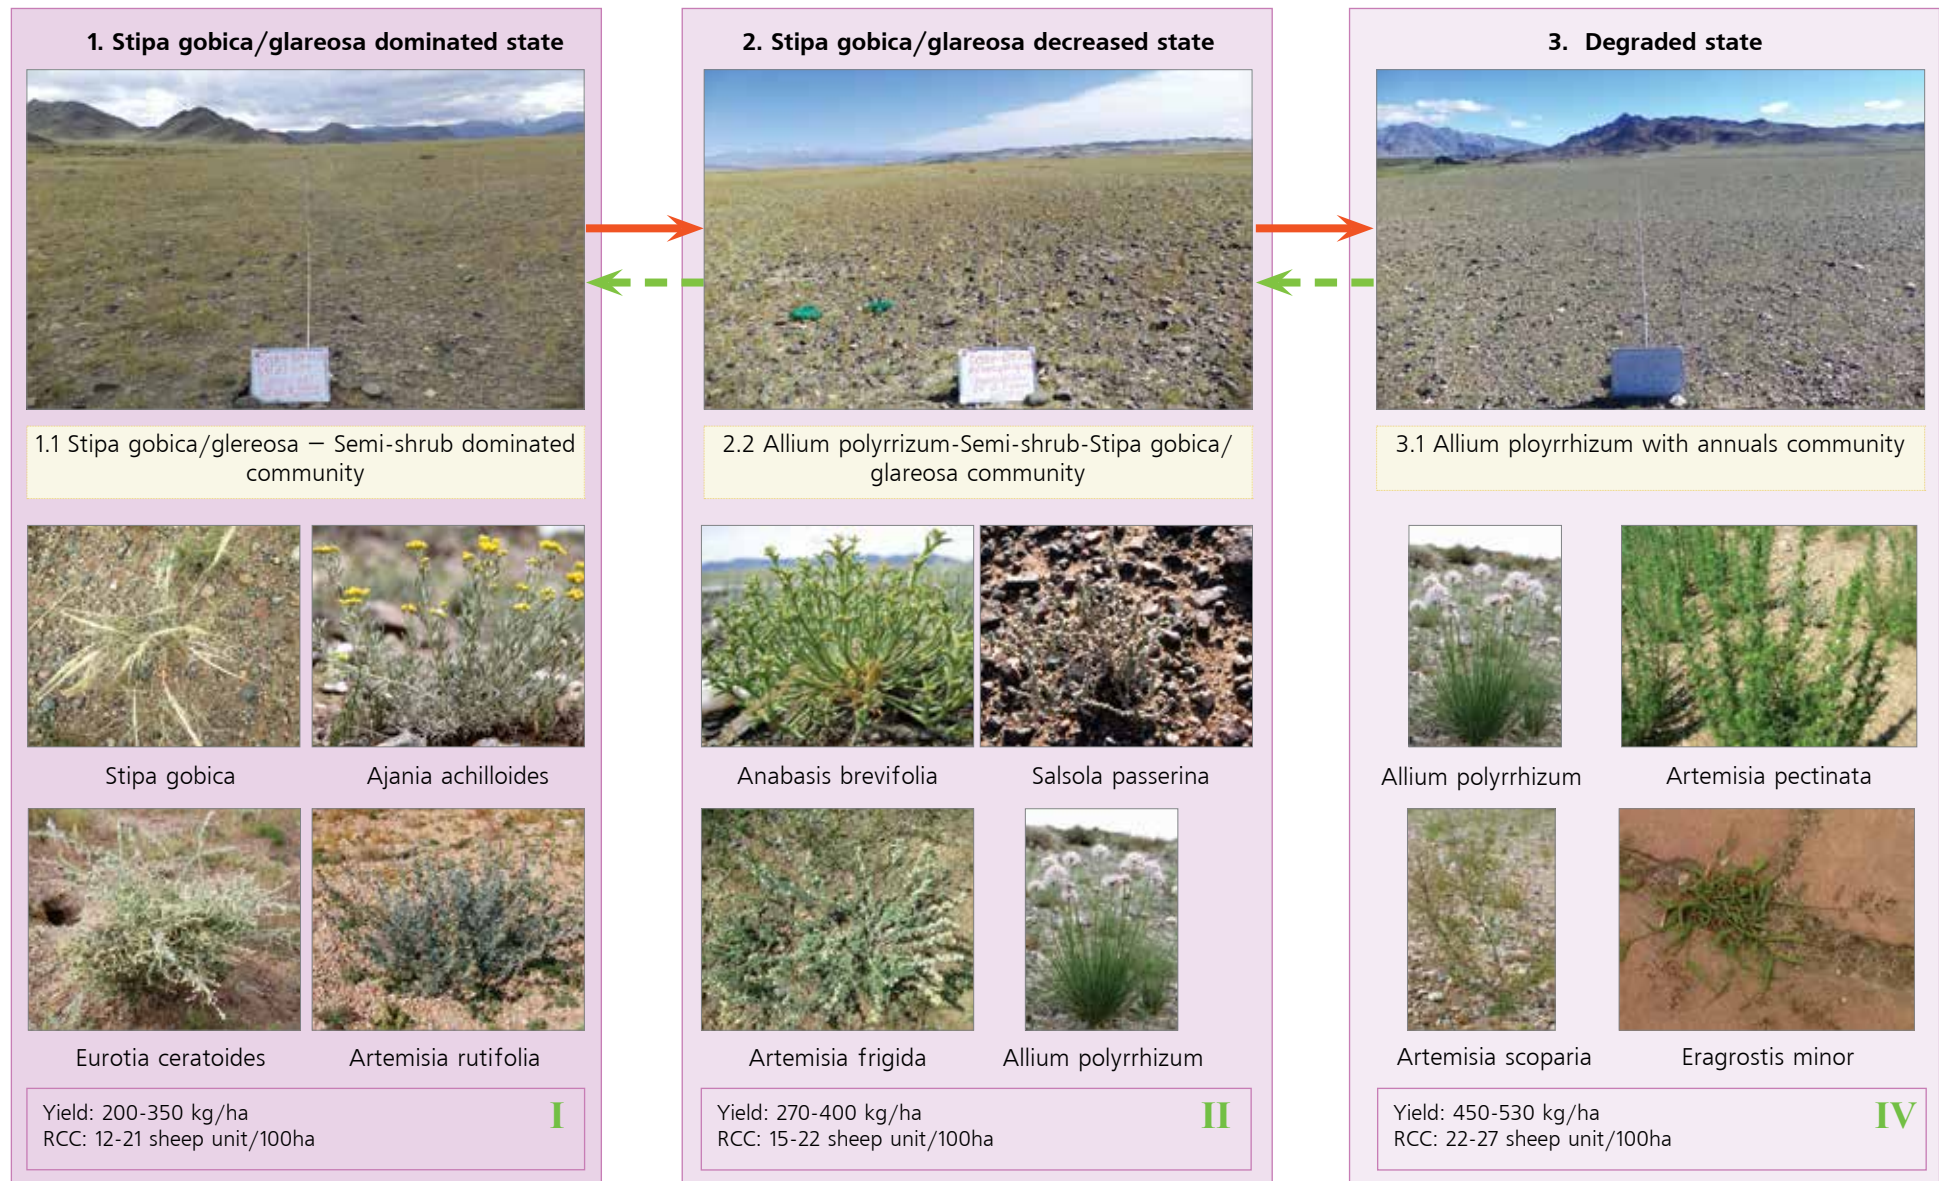 1. Stipa gobica/glareosa dominated state
1.1 Stipa gobica/glereosa – Semi-shrub dominated
community
Stipa gobica
Ajania achilloides
Eurotia ceratoides
Artemisia rutifolia
Yield: 200-350 kg/ha
RCC: 12-21 sheep unit/100ha
I
2. Stipa gobica/glareosa decreased state
2.2 Allium polyrrizum-Semi-shrub-Stipa gobica/
glareosa community
Anabasis brevifolia
Salsola passerina
Artemisia frigida
Allium polyrrhizum
Yield: 270-400 kg/ha
RCC: 15-22 sheep unit/100ha
II
3. Degraded state
3.1 Allium ployrrhizum with annuals community
Allium polyrrhizum
Artemisia pectinata
Artemisia scoparia
Eragrostis minor
Yield: 450-530 kg/ha
RCC: 22-27 sheep unit/100ha
IV